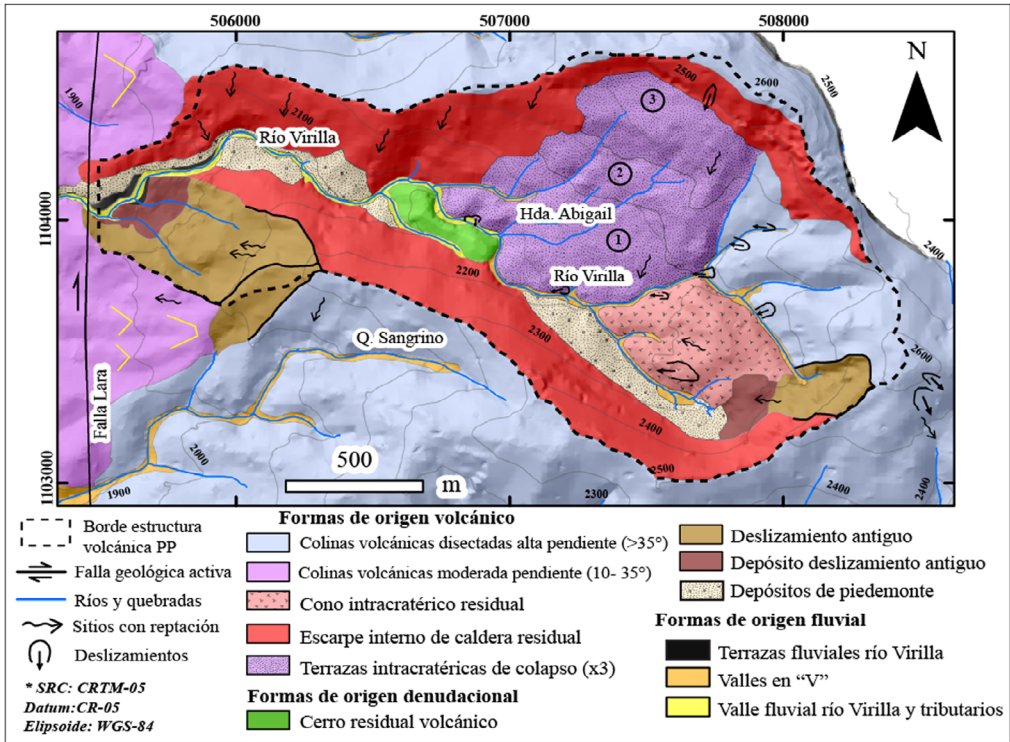 506000
507000
508000
N
1900
2100
2500
2600
2500
3
Río Virilla
2
1104000
Hda. Abigail
1
2400
2200
Río Virilla
2300
Q. Sangrino
2600
Falla Lara
2400
2000
500
m
2500
1103000
1900
2300
2400
2400
Borde estructura
volcánica PP
Falla geológica activa
Ríos y quebradas
Sitios con reptación
Deslizamientos
* SRC: CRTM-05
Datum:CR-05
Elipsoide: WGS-84
Formas de origen volcánico
Colinas volcánicas disectadas alta pendiente (>35°)
Colinas volcánicas moderada pendiente (10- 35°)
Cono intracratérico residual
Escarpe interno de caldera residual
Terrazas intracratéricas de colapso (x3)
Formas de origen denudacional
Cerro residual volcánico
Deslizamiento antiguo
Depósito deslizamiento antiguo
Depósitos de piedemonte
Formas de origen fluvial
Terrazas fluviales río Virilla
Valles en “V”
Valle fluvial río Virilla y tributarios